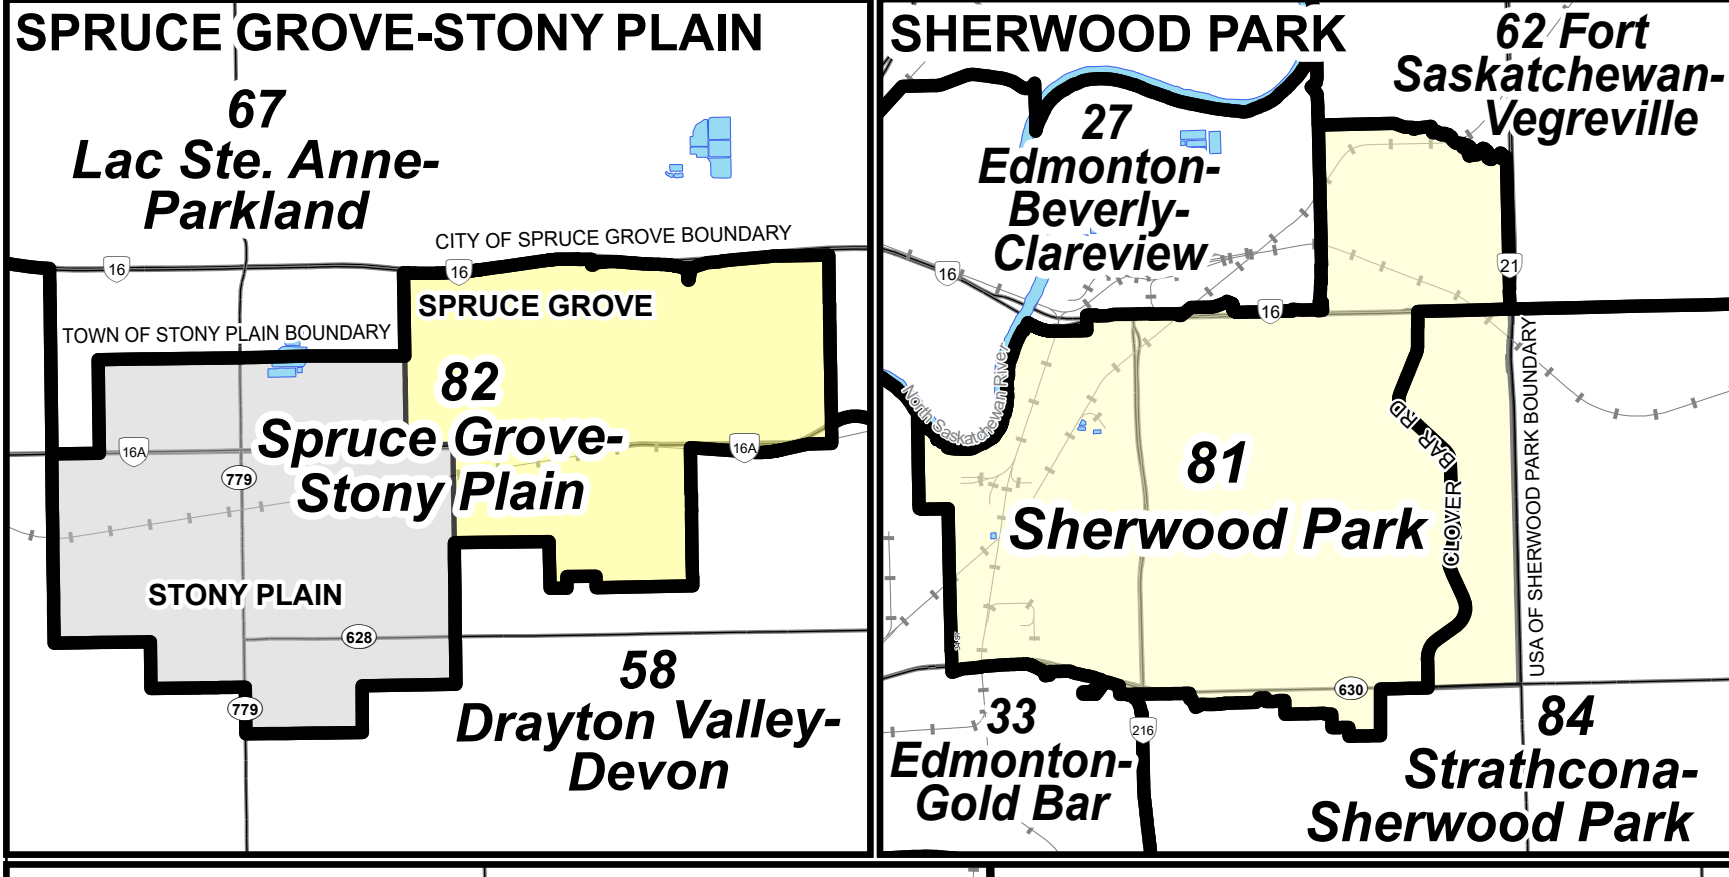 SPRUCE GROVE-STONY PLAIN
67
Lac Ste. Anne-
Parkland
CITY OF SPRUCE GROVE BOUNDARY
16
16
SPRUCE GROVE
TOWN OF STONY PLAIN BOUNDARY
82
Spruce Grove-
Stony Plain
16A
16A
779
STONY PLAIN
628
779
58
Drayton Valley-
Devon
SHERWOOD PARK
62 Fort
Saskatchewan-
Vegreville
27
Edmonton-
Beverly-
Clareview
16
21
16
North Saskatchewan River
81
Sherwood Park
CLOVER BAR RD
USA OF SHERWOOD PARK BOUNDARY
630
33
Edmonton-
Gold Bar
216
84
Strathcona-
Sherwood Park